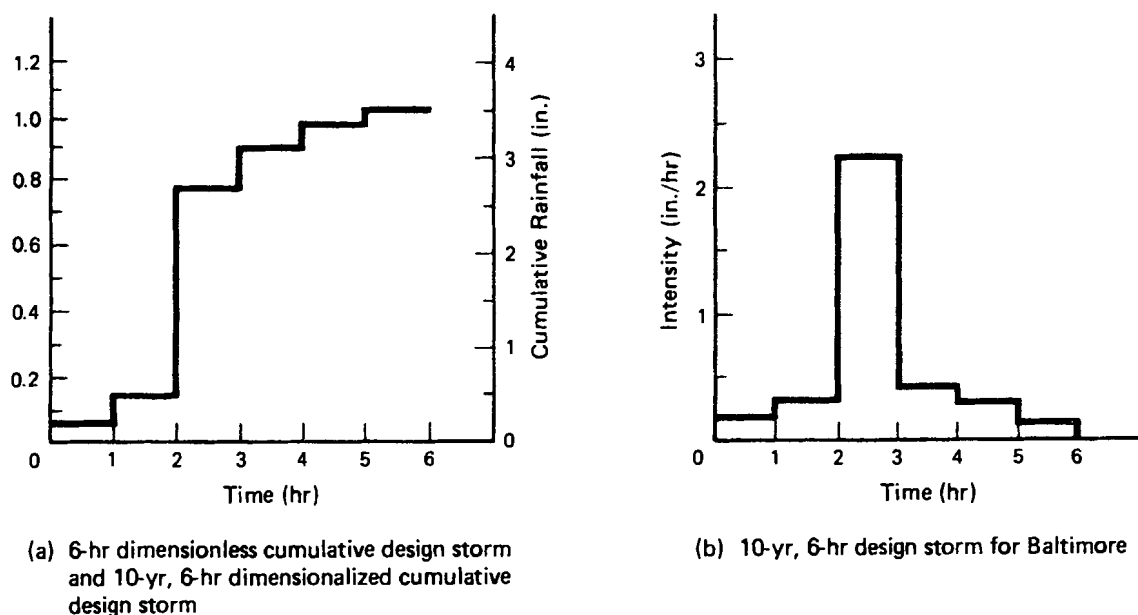 1.2
1.0
0.8
0.6
0.4
0.2
0
1 2 3 4 5 6
Time (hr)
4
3
2
1
0
Cumulative Rainfall (in.)
(a) 6-hr dimensionless cumulative design storm
and 10-yr, 6-hr dimensionalized cumulative
design storm
3
2
1
Intensity (in./hr)
0 1 2 3 4 5 6
Time (hr)
(b) 10-yr, 6-hr design storm for Baltimore